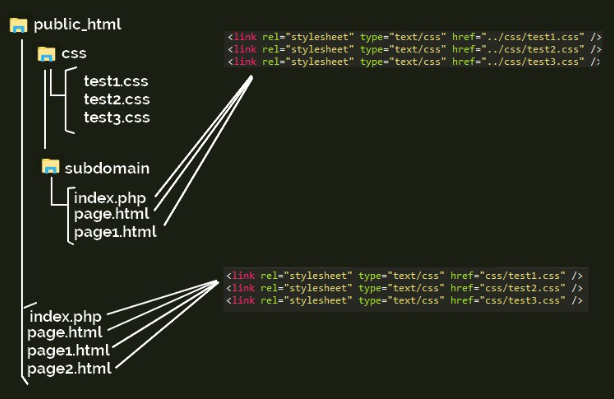 public_html
css
test1.css
test2.css
test3.css
subdomain
index.php
page.html
page1.html
index.php
page.html
page1.html
page2.html
<link rel="stylesheet" type="text/css" href="../css/test1.css" />
<link rel="stylesheet" type="text/css" href="../css/test2.css" />
<link rel="stylesheet" type="text/css" href="../css/test3.css" />
<link rel="stylesheet" type="text/css" href="css/test1.css" />
<link rel="stylesheet" type="text/css" href="css/test2.css" />
<link rel="stylesheet" type="text/css" href="css/test3.css" />